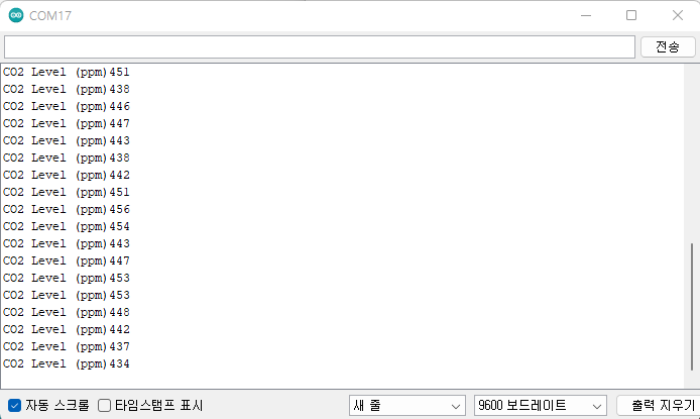 COM17
전송
CO2 Level (ppm)451
CO2 Level (ppm)438
CO2 Level (ppm)446
CO2 Level (ppm)447
CO2 Level (ppm)443
CO2 Level (ppm)438
CO2 Level (ppm)442
CO2 Level (ppm)451
CO2 Level (ppm)456
CO2 Level (ppm)454
CO2 Level (ppm)443
CO2 Level (ppm)447
CO2 Level (ppm)453
CO2 Level (ppm)453
CO2 Level (ppm)448
CO2 Level (ppm)442
CO2 Level (ppm)437
CO2 Level (ppm)434
자동 스크롤 타임스탬프 표시 새 줄 9600 보드레이트 출력 지우기